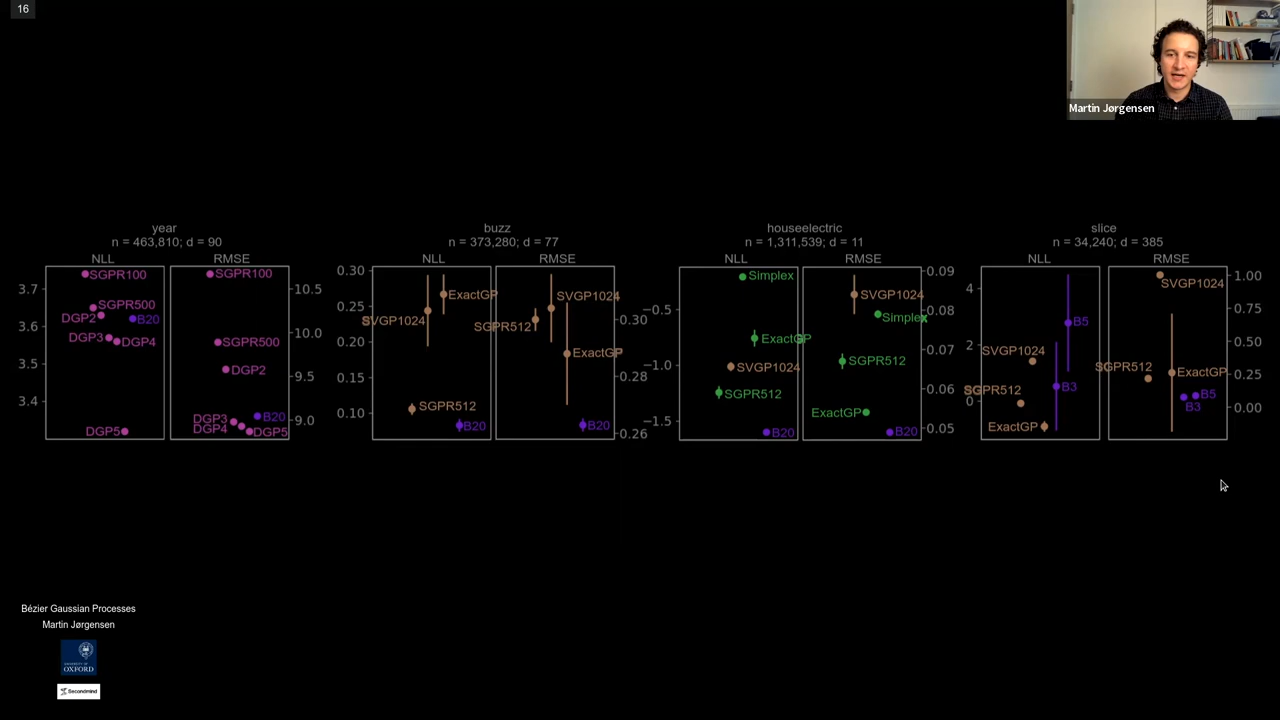 16
Martin Jørgensen
year
n = 463,810; d = 90
NLL
RMSE
3.7
3.6
3.5
3.4
SGPR100
SGPR500
DGP2
B20
DGP3
DGP4
DGP5
SGPR100
SGPR500
DGP2
B20
DGP3
DGP4
DGP5
10.5
10.0
9.5
9.0
buzz
n = 373,280; d = 77
NLL
RMSE
0.30
0.25
0.20
0.15
0.10
ExactGP
SVGP1024
SGPR512
B20
SVGP1024
SGPR512
ExactGP
B20
0.30
0.28
0.26
houseelectric
n = 1,311,539; d = 11
NLL
RMSE
−0.5
−1.0
−1.5
Simplex
ExactGP
SVGP1024
SGPR512
B20
SVGP1024
Simplex
SGPR512
ExactGP
B20
0.09
0.08
0.07
0.06
0.05
slice
n = 34,240; d = 385
NLL
RMSE
4
2
0
B5
SVGP1024
B3
SGPR512
ExactGP
SVGP1024
SGPR512
ExactGP
B5
B3
1.00
0.75
0.50
0.25
0.00
Bézier Gaussian Processes
Martin Jørgensen
UNIVERSITY OF
OXFORD
Secondmind